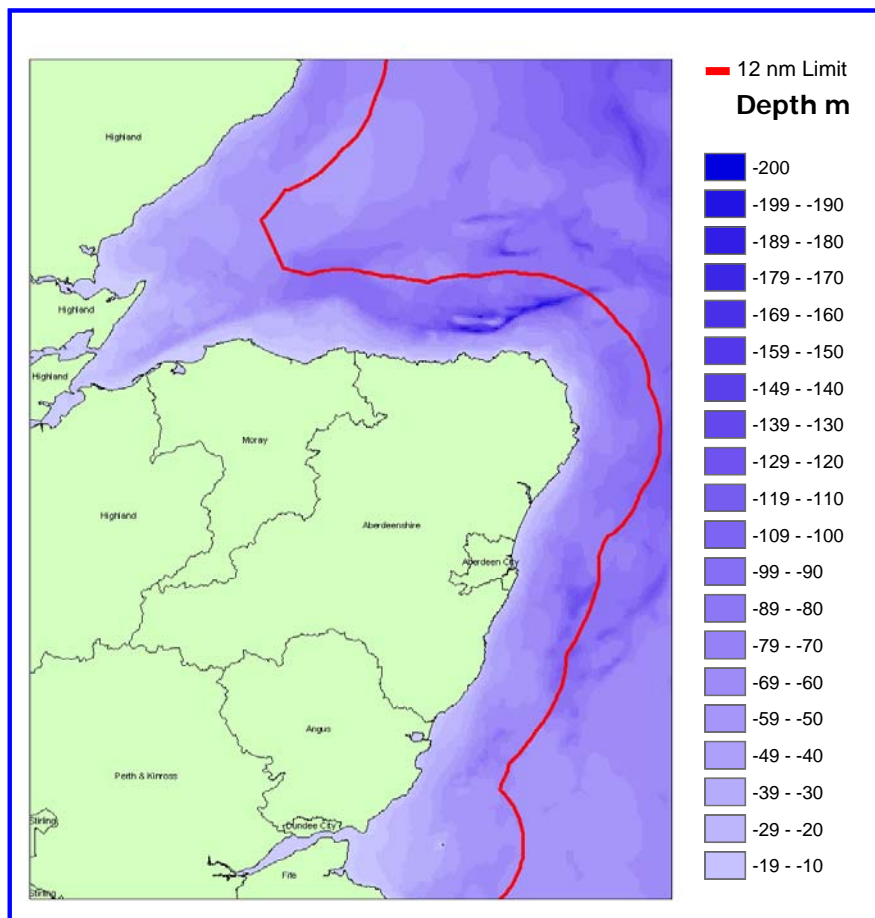 12 nm Limit
Depth m
-200
-199 - -190
-189 - -180
-179 - -170
-169 - -160
-159 - -150
-149 - -140
-139 - -130
-129 - -120
-119 - -110
-109 - -100
-99 - -90
-89 - -80
-79 - -70
-69 - -60
-59 - -50
-49 - -40
-39 - -30
-29 - -20
-19 - -10
Highland
Highland
Highland
Moray
Highland
Aberdeenshire
Aberdeen City
Angus
Perth & Kinross
Stirling
Dundee City
Fife
Stirling